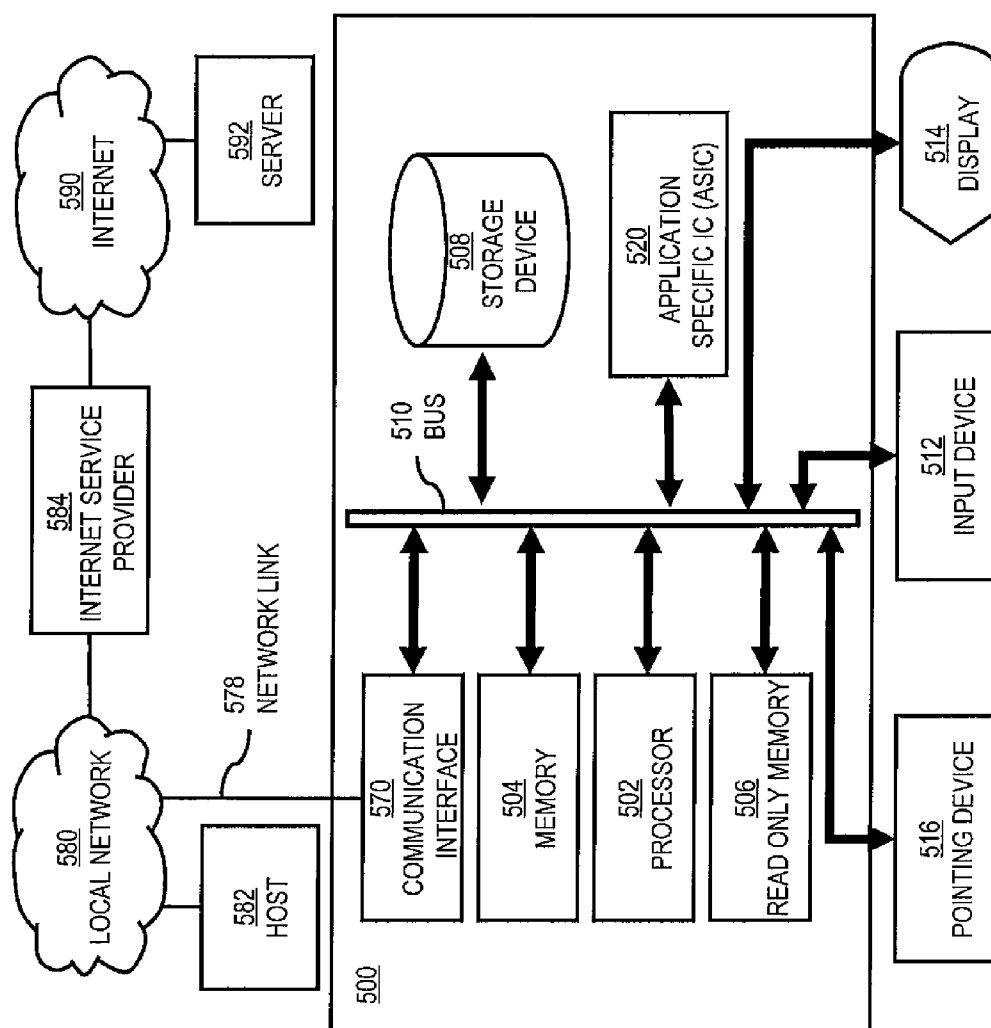 580
LOCAL NETWORK
584
INTERNET SERVICE
PROVIDER
590
INTERNET
582
HOST
578
NETWORK LINK
592
SERVER
500
570
COMMUNICATION
INTERFACE
504
MEMORY
502
PROCESSOR
506
READ ONLY MEMORY
510
BUS
508
STORAGE
DEVICE
520
APPLICATION
SPECIFIC IC (ASIC)
516
POINTING DEVICE
512
INPUT DEVICE
514
DISPLAY